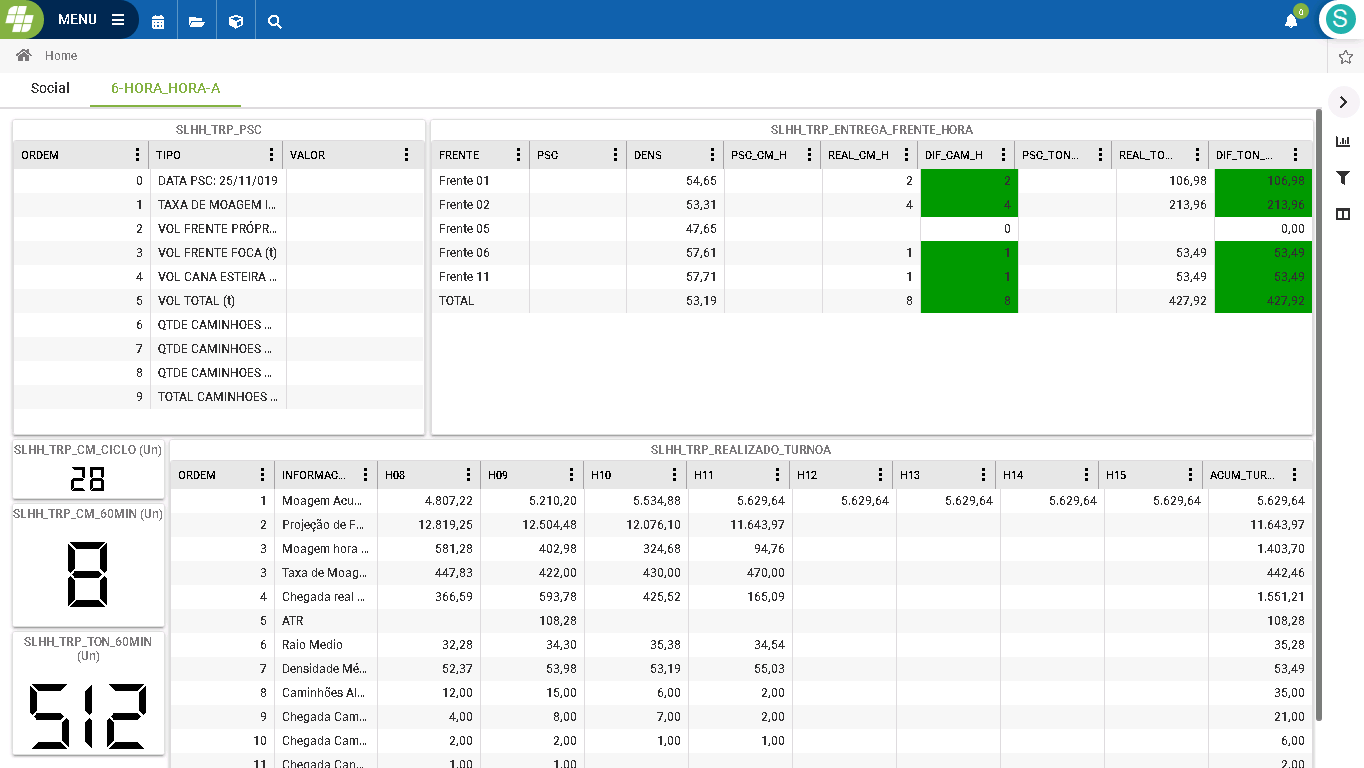 MENU
0
S
Home
Social 6-HORA_HORA-A
SLHH_TRP_PSC
ORDEM TIPO VALOR
0 DATA PSC: 25/11/019
1 TAXA DE MOAGEM I...
2 VOL FRENTE PRÓPR...
3 VOL FRENTE FOCA (t)
4 VOL CANA ESTEIRA ...
5 VOL TOTAL (t)
6 QTDE CAMINHOES ...
7 QTDE CAMINHOES ...
8 QTDE CAMINHOES ...
9 TOTAL CAMINHOES ...
SLHH_TRP_ENTREGA_FRENTE_HORA
FRENTE PSC DENS PSC_CM_H REAL_CM_H DIF_CAM_H PSC_TON... REAL_TO... DIF_TON_...
Frente 01 54,65 2 2 106,98 106,98
Frente 02 53,31 4 4 213,96 213,96
Frente 05 47,65 0 0,00
Frente 06 57,61 1 1 53,49 53,49
Frente 11 57,71 1 1 53,49 53,49
TOTAL 53,19 8 8 427,92 427,92
SLHH_TRP_CM_CICLO (Un)
28
SLHH_TRP_CM_60MIN (Un)
8
SLHH_TRP_TON_60MIN
(Un)
512
SLHH_TRP_REALIZADO_TURNOA
ORDEM INFORMAC... H08 H09 H10 H11 H12 H13 H14 H15 ACUM_TUR...
1 Moagem Acu... 4.807,22 5.210,20 5.534,88 5.629,64 5.629,64 5.629,64 5.629,64 5.629,64 5.629,64
2 Projeção de F... 12.819,25 12.504,48 12.076,10 11.643,97 11.643,97
3 Moagem hora ... 581,28 402,98 324,68 94,76 1.403,70
3 Taxa de Moag... 447,83 422,00 430,00 470,00 442,46
4 Chegada real ... 366,59 593,78 425,52 165,09 1.551,21
5 ATR 108,28 108,28
6 Raio Medio 32,28 34,30 35,38 34,54 35,28
7 Densidade Mé... 52,37 53,98 53,19 55,03 53,49
8 Caminhões Al... 12,00 15,00 6,00 2,00 35,00
9 Chegada Cam... 4,00 8,00 7,00 2,00 21,00
10 Chegada Cam... 2,00 2,00 1,00 1,00 6,00
11 Chegada Can... 1,00 1,00 2,00